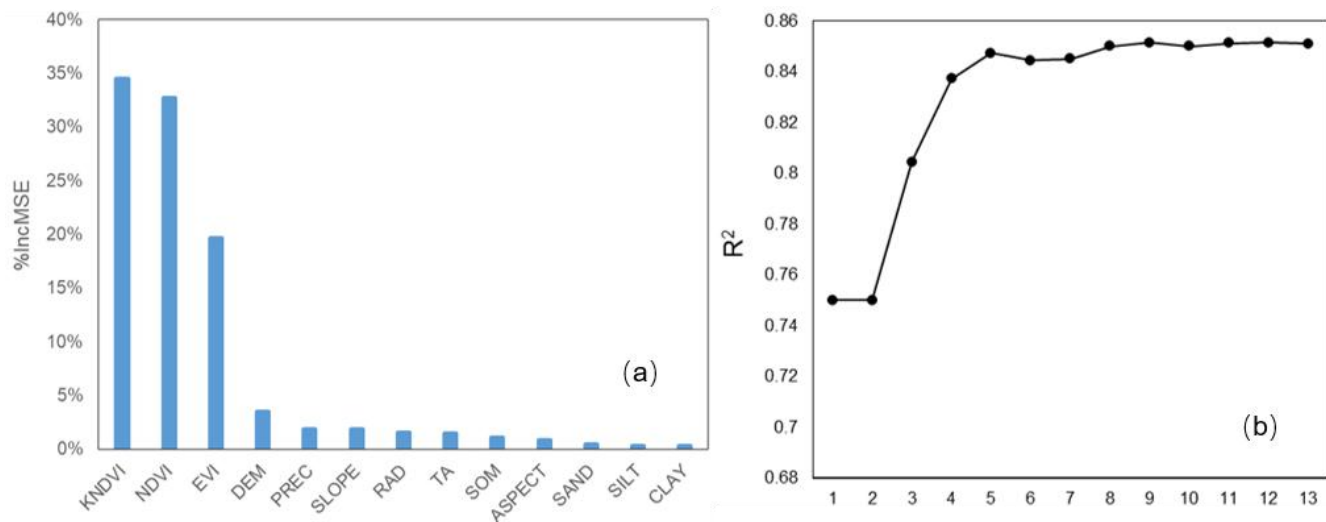 40%
35%
30%
25%
20%
15%
10%
5%
0%
%IncMSE
KNDVI
NDVI
EVI
DEM
PREC
SLOPE
RAD
TA
SOM
ASPECT
SAND
SILT
CLAY
(a)
0.86
0.84
0.82
0.8
0.78
0.76
0.74
0.72
0.7
0.68
R²
1 2 3 4 5 6 7 8 9 10 11 12 13
(b)